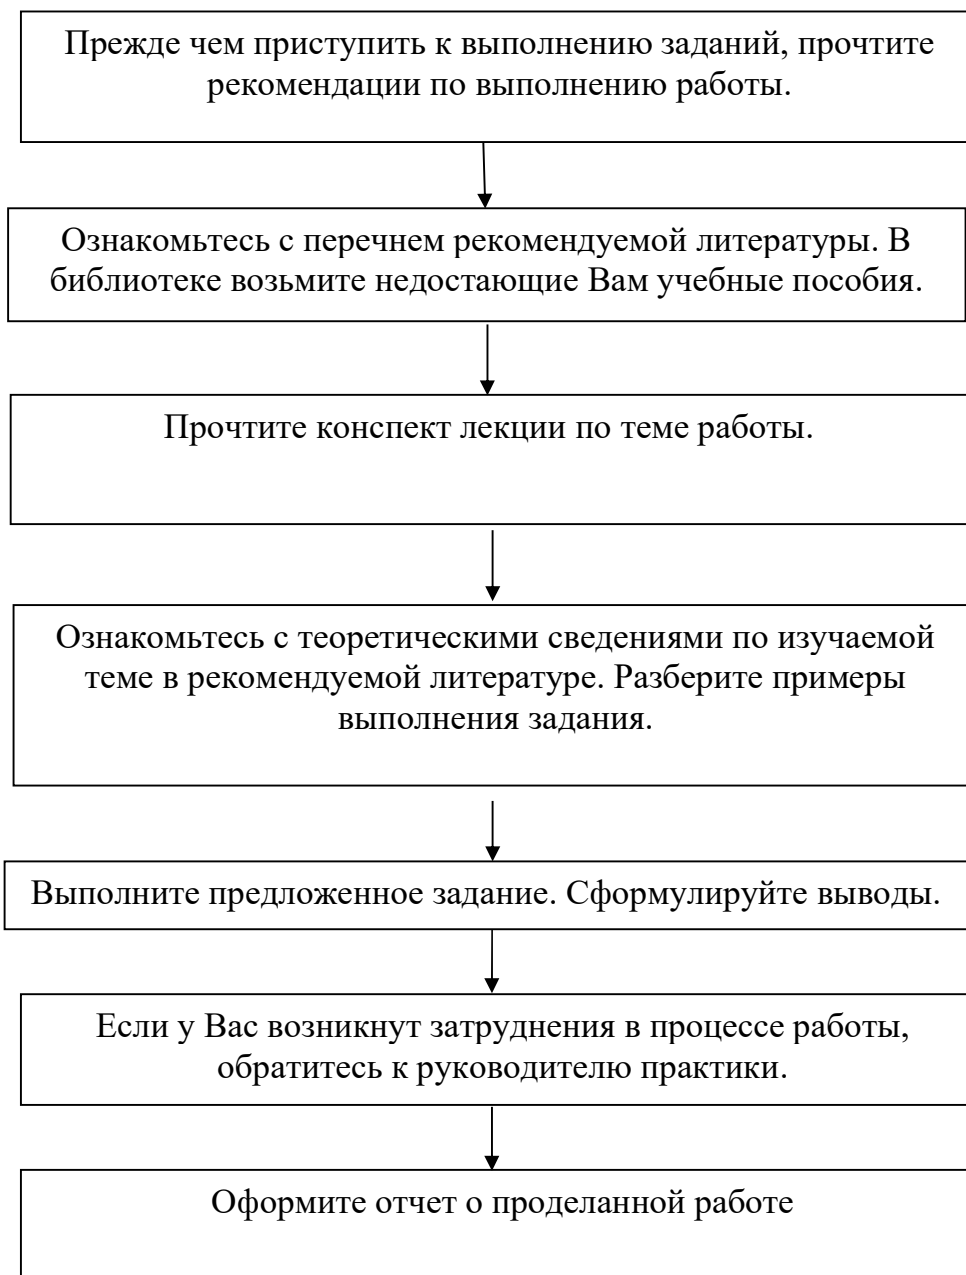 Прежде чем приступить к выполнению заданий, прочтите
рекомендации по выполнению работы.
Ознакомьтесь с перечнем рекомендуемой литературы. В
библиотеке возьмите недостающие Вам учебные пособия.
Прочтите конспект лекции по теме работы.
Ознакомьтесь с теоретическими сведениями по изучаемой
теме в рекомендуемой литературе. Разберите примеры
выполнения задания.
Выполните предложенное задание. Сформулируйте выводы.
Если у Вас возникнут затруднения в процессе работы,
обратитесь к руководителю практики.
Оформите отчет о проделанной работе